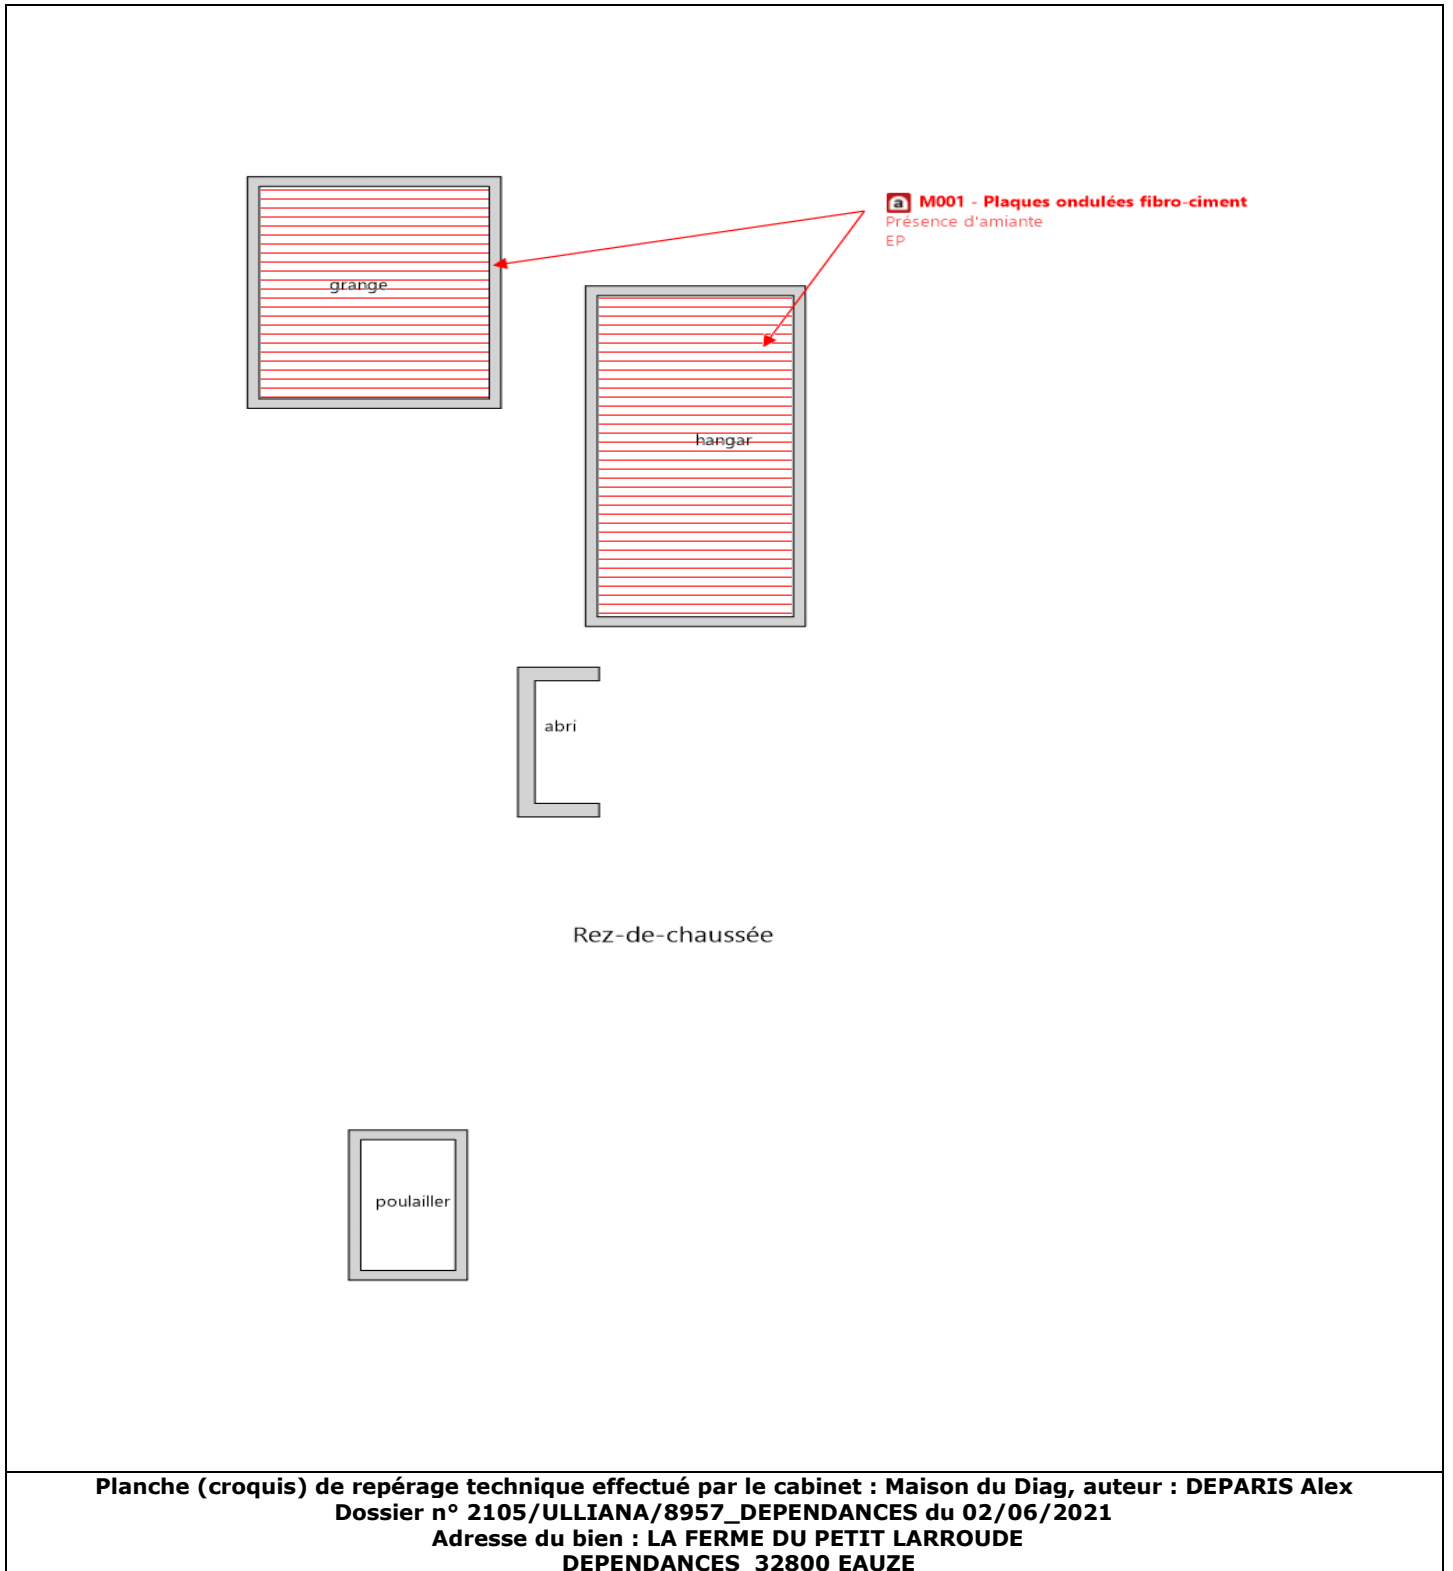 a M001 - Plaques ondulées fibro-ciment
Présence d'amiante
EP
grange
hangar
abri
Rez-de-chaussée
poulailler
Planche (croquis) de repérage technique effectué par le cabinet : Maison du Diag, auteur : DEPARIS Alex
Dossier n° 2105/ULLIANA/8957_DEPENDANCES du 02/06/2021
Adresse du bien : LA FERME DU PETIT LARROUDE
DEPENDANCES 32800 EAUZE